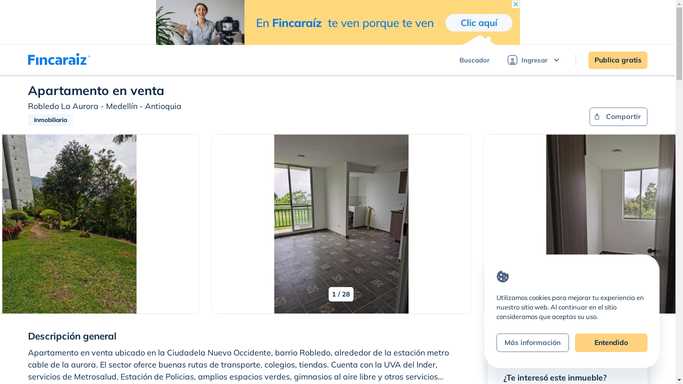 En Fincaraíz te ven porque te ven
Clic aquí
Fincaraiz
Buscador
Ingresar
Publica gratis
Apartamento en venta
Robledo La Aurora - Medellín - Antioquia
Inmobiliaria
Compartir
1 / 28
Utilizamos cookies para mejorar tu experiencia en
nuestro sitio web. Al continuar en el sitio
consideramos que aceptas su uso.
Más información
Entendido
Descripción general
Apartamento en venta ubicado en la Ciudadela Nuevo Occidente, barrio Robledo, alrededor de la estación metro
cable de la aurora. El sector oferce buenas rutas de transporte, colegios, tiendas. Cuenta con la UVA del Inder,
servicios de Metrosalud, Estación de Policías, amplios espacios verdes, gimnasios al aire libre y otros servicios...
¿Te interesó este inmueble?